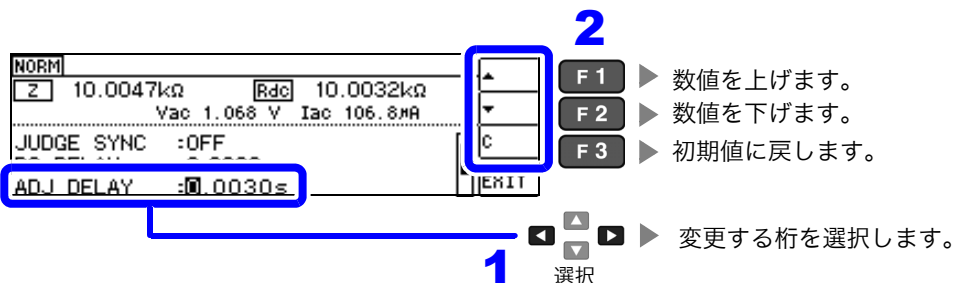 2
NORM
Z 10.0047kΩ Rdc 10.0032kΩ
Vac 1.068 V Iac 106.8μA
JUDGE SYNC :OFF
ADJ DELAY :0.0030s
▲
▼
C
EXIT
F1 ▶ 数値を上げます。
F2 ▶ 数値を下げます。
F3 ▶ 初期値に戻します。
1
◀ ▲ ▼ ▶ ▶ 変更する桁を選択します。
選択